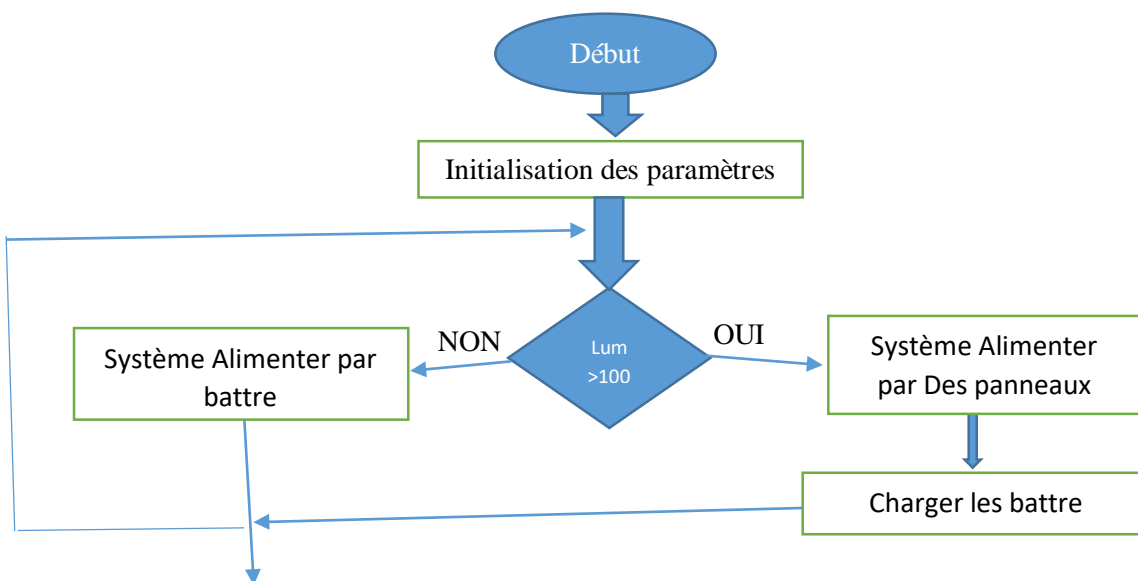 Début
Initialisation des paramètres
NON
OUI
Système Alimenter par
battre
Lum
>100
Système Alimenter
par Des panneaux
Charger les battre